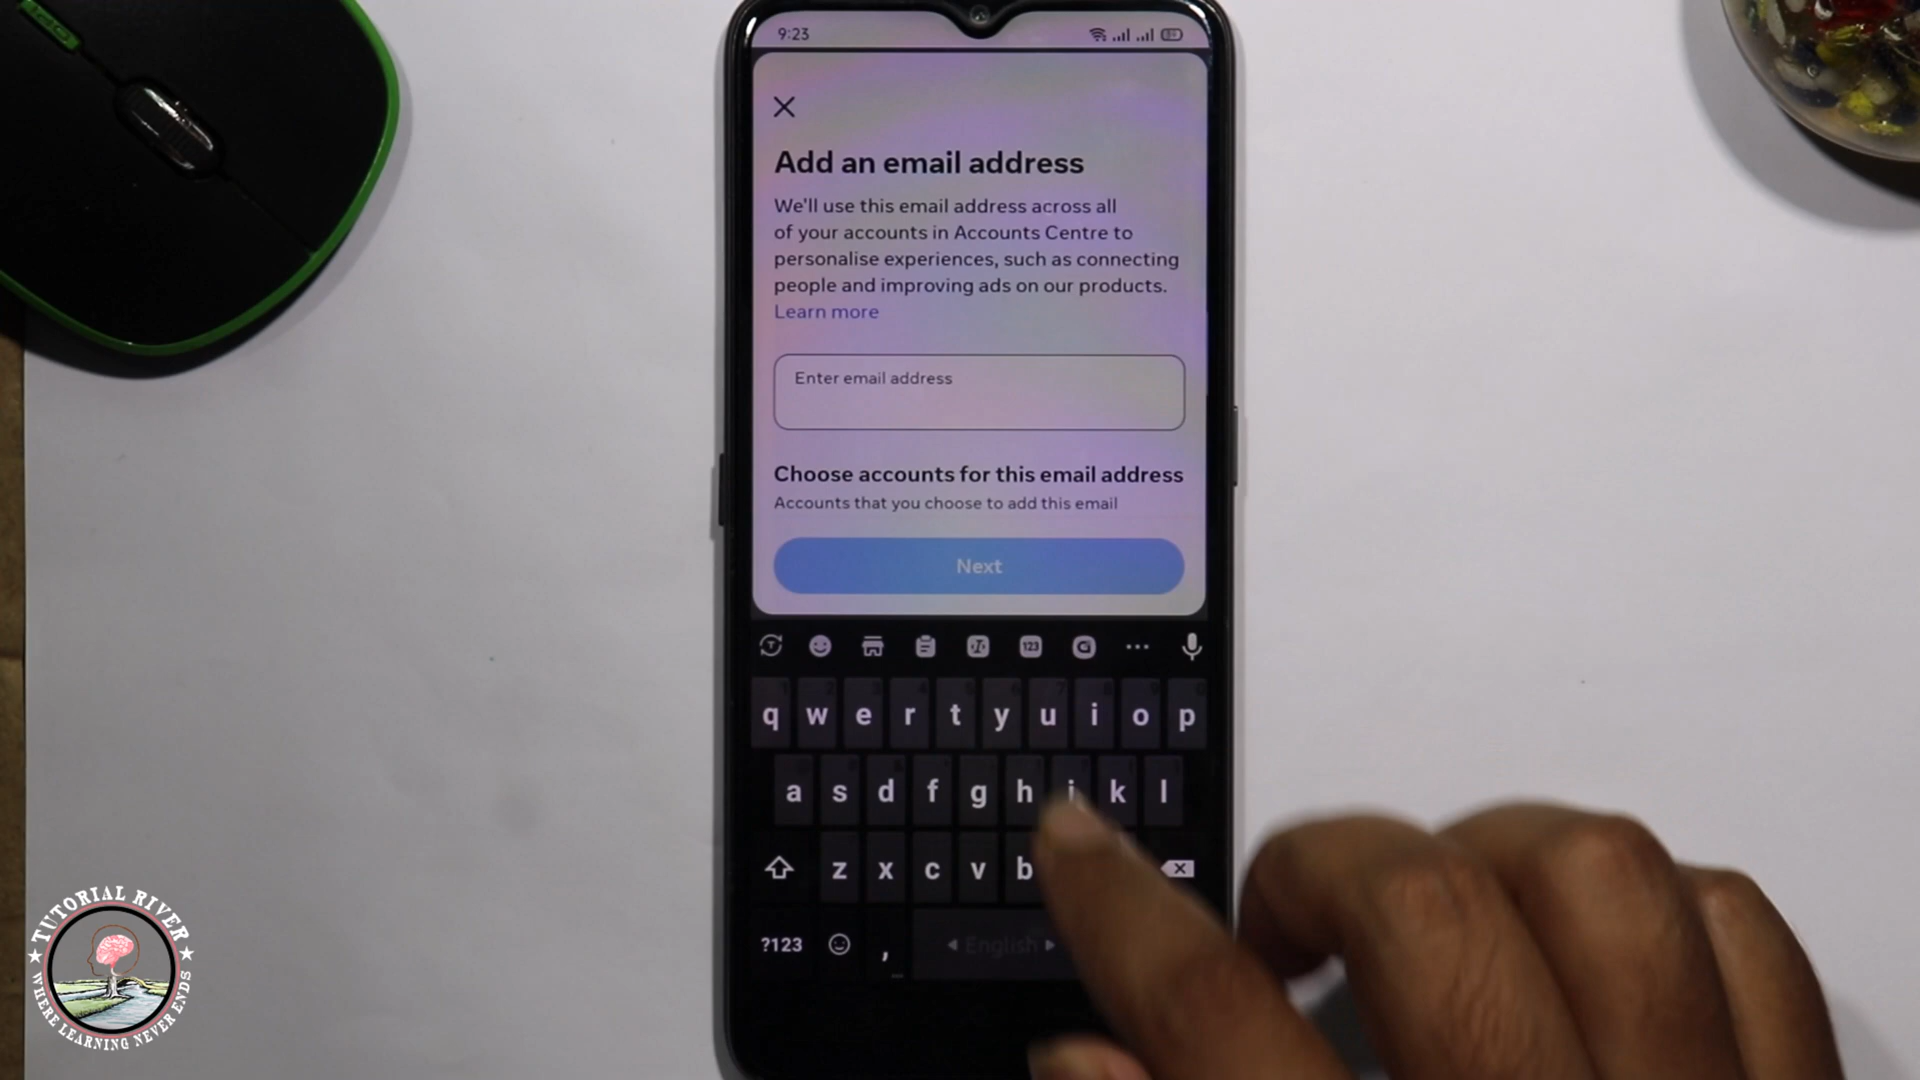 9:23
Add an email address
We'll use this email address across all
of your accounts in Accounts Centre to
personalise experiences, such as connecting
people and improving ads on our products.
Learn more
Enter email address
Choose accounts for this email address
Accounts that you choose to add this email
Next
123
q w e r t y u i o p
a s d f g h j k l
z x c v b
?123 , English
TUTORIAL RIVER
WHERE LEARNING NEVER ENDS